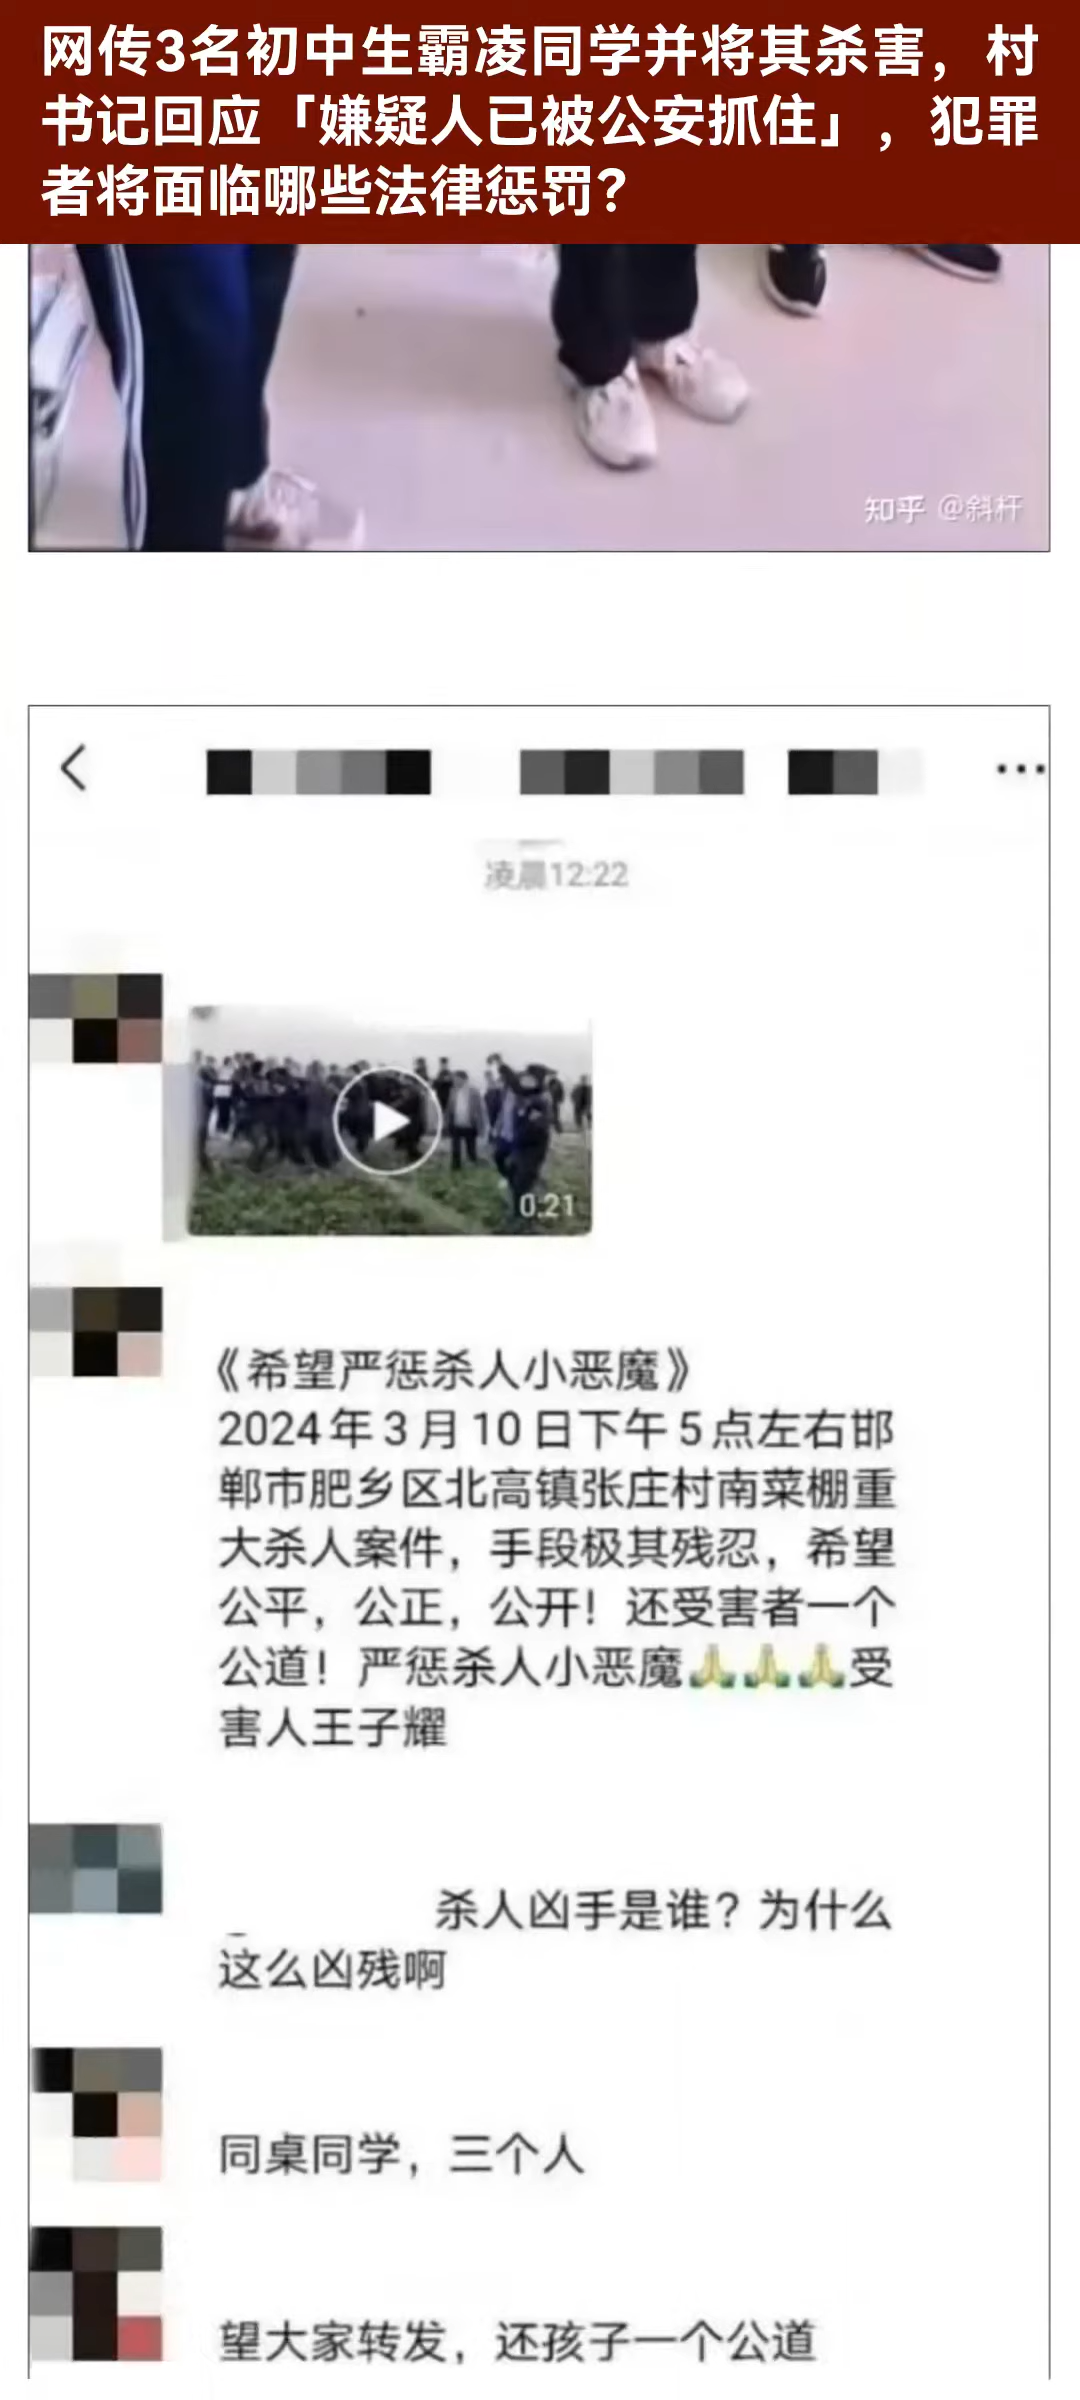 网传3名初中生霸凌同学并将其杀害，村
书记回应「嫌疑人已被公安抓住」，犯罪
者将面临哪些法律惩罚？
知乎 @斜杆
凌晨12:22
0:21
《希望严惩杀人小恶魔》
2024年3月10日下午5点左右邯
郸市肥乡区北高镇张庄村南菜棚重
大杀人案件，手段极其残忍，希望
公平，公正，公开！还受害者一个
公道！严惩杀人小恶魔🙏🙏🙏受
害人王子耀
杀人凶手是谁？为什么
这么凶残啊
同桌同学，三个人
望大家转发，还孩子一个公道